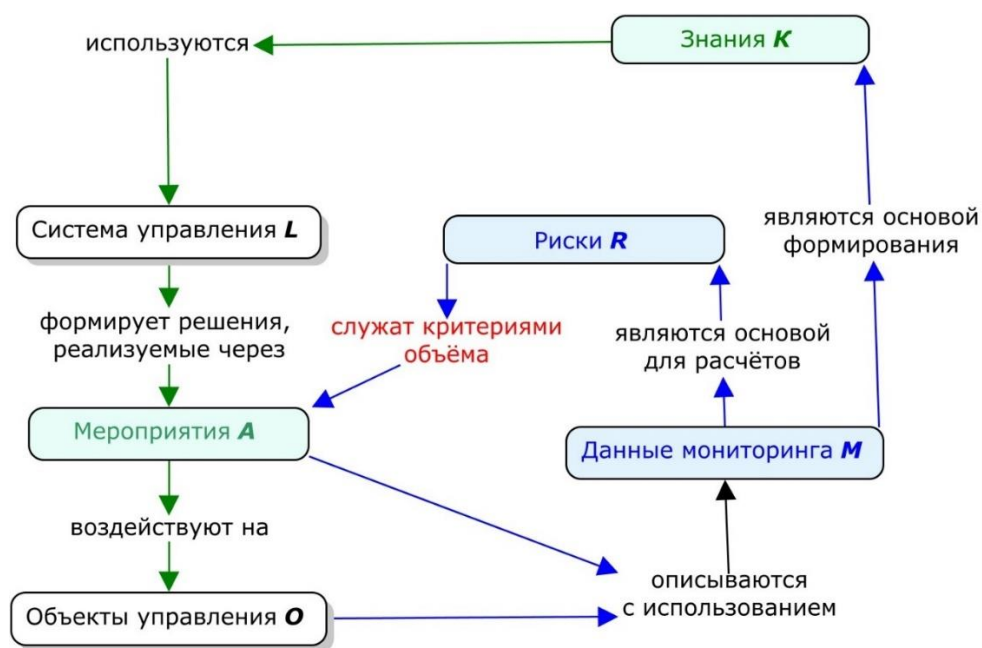 используются
Знания K
Система управления L
Риски R
являются основой
формирования
формирует решения,
реализуемые через
служат критериями
объёма
являются основой
для расчётов
Мероприятия A
Данные мониторинга M
воздействуют на
описываются
с использованием
Объекты управления O